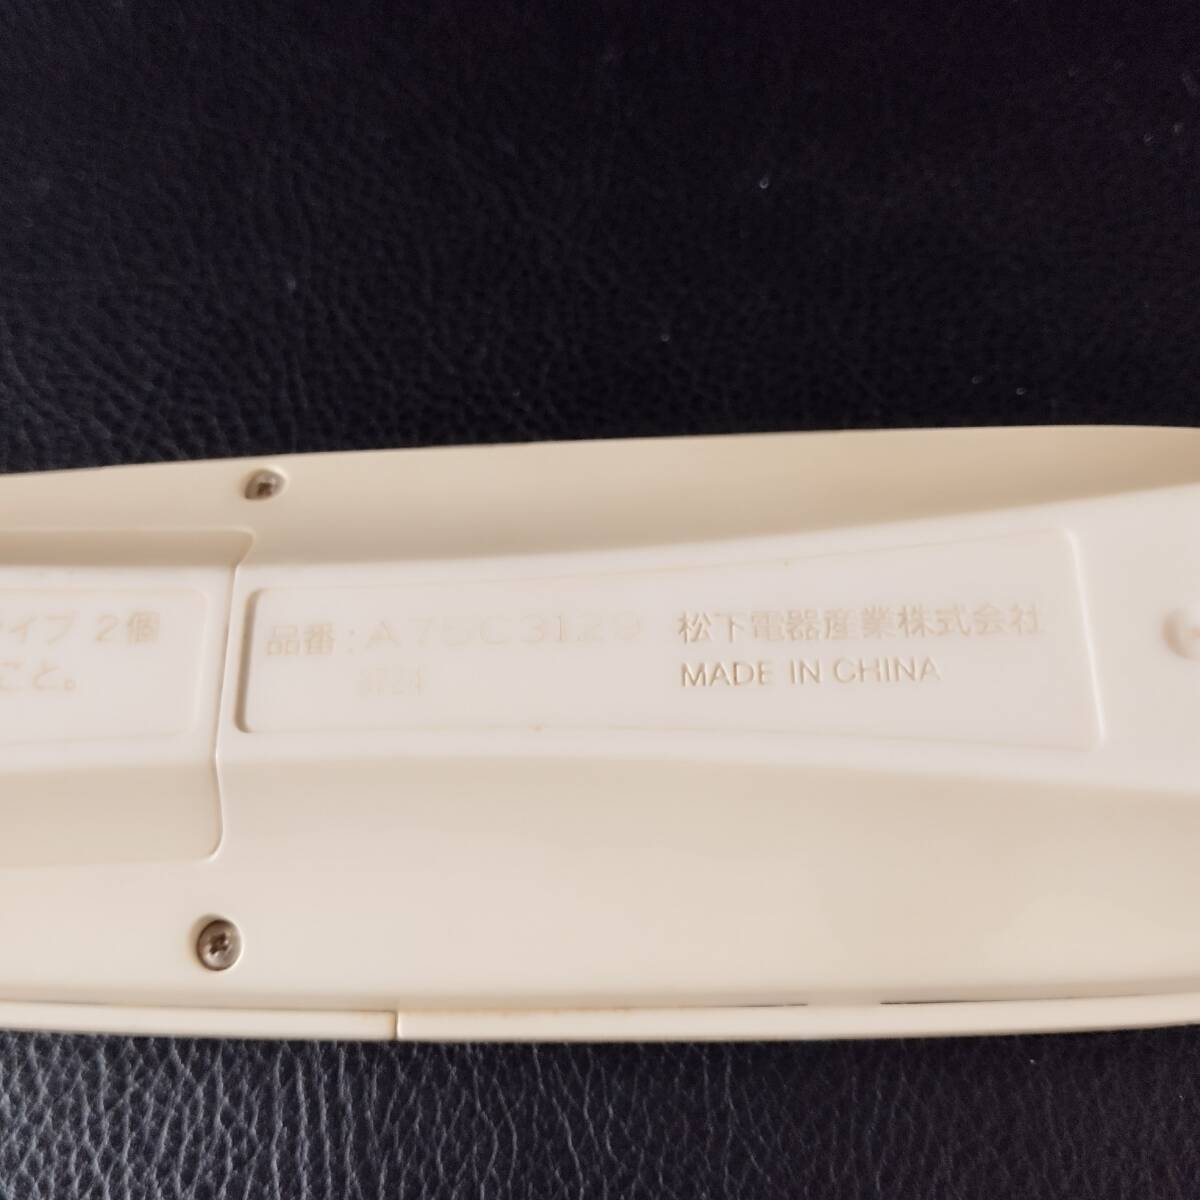 イプ 2個
こと。
品番：A75C3129
松下電器産業株式会社
MADE IN CHINA